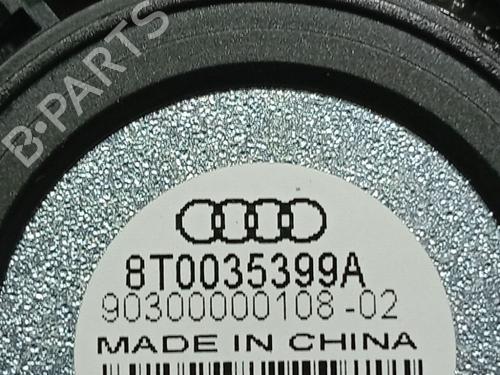 B-PARTS
8T0035399A
90300000108-02
MADE IN CHINA